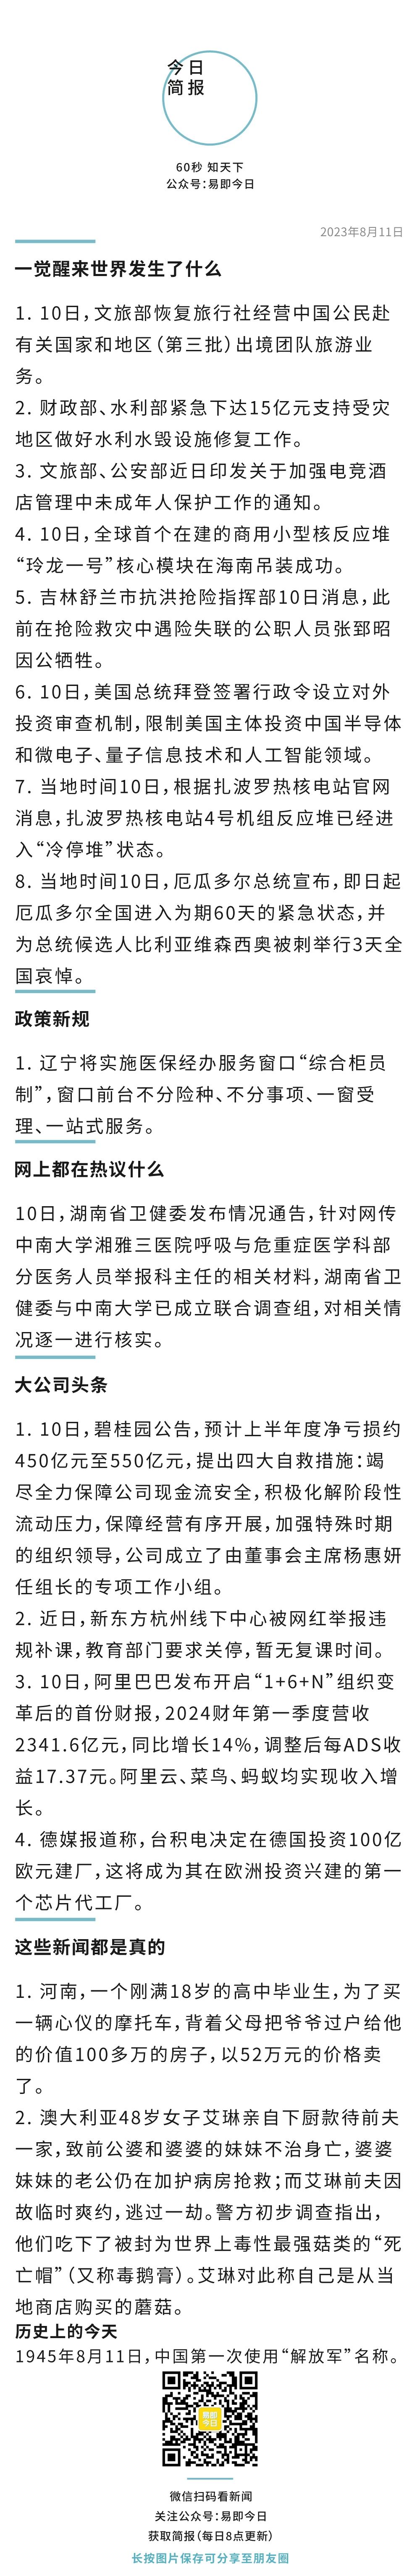 今日
简报
60秒 知天下
公众号：易即今日
2023年8月11日
一觉醒来世界发生了什么
1. 10日，文旅部恢复旅行社经营中国公民赴
有关国家和地区（第三批）出境团队旅游业
务。
2. 财政部、水利部紧急下达15亿元支持受灾
地区做好水利水毁设施修复工作。
3. 文旅部、公安部近日印发关于加强电竞酒
店管理中未成年人保护工作的通知。
4. 10日，全球首个在建的商用小型核反应堆
“玲龙一号”核心模块在海南吊装成功。
5. 吉林舒兰市抗洪抢险指挥部10日消息，此
前在抢险救灾中遇险失联的公职人员张郅昭
因公牺牲。
6. 10日，美国总统拜登签署行政令设立对外
投资审查机制，限制美国主体投资中国半导体
和微电子、量子信息技术和人工智能领域。
7. 当地时间10日，根据扎波罗热核电站官网
消息，扎波罗热核电站4号机组反应堆已经进
入“冷停堆”状态。
8. 当地时间10日，厄瓜多尔总统宣布，即日起
厄瓜多尔全国进入为期60天的紧急状态，并
为总统候选人比利亚维森西奥被刺举行3天全
国哀悼。
政策新规
1. 辽宁将实施医保经办服务窗口“综合柜员
制”，窗口前台不分险种、不分事项、一窗受
理、一站式服务。
网上都在热议什么
10日，湖南省卫健委发布情况通告，针对网传
中南大学湘雅三医院呼吸与危重症医学科部
分医务人员举报科主任的相关材料，湖南省卫
健委与中南大学已成立联合调查组，对相关情
况逐一进行核实。
大公司头条
1. 10日，碧桂园公告，预计上半年度净亏损约
450亿元至550亿元，提出四大自救措施：竭
尽全力保障公司现金流安全，积极化解阶段性
流动压力，保障经营有序开展，加强特殊时期
的组织领导，公司成立了由董事会主席杨惠妍
任组长的专项工作小组。
2. 近日，新东方杭州线下中心被网红举报违
规补课，教育部门要求关停，暂无复课时间。
3. 10日，阿里巴巴发布开启“1+6+N”组织变
革后的首份财报，2024财年第一季度营收
2341.6亿元，同比增长14%，调整后每ADS收
益17.37元。阿里云、菜鸟、蚂蚁均实现收入增
长。
4. 德媒报道称，台积电决定在德国投资100亿
欧元建厂，这将成为其在欧洲投资兴建的第一
个芯片代工厂。
这些新闻都是真的
1. 河南，一个刚满18岁的高中毕业生，为了买
一辆心仪的摩托车，背着父母把爷爷过户给他
的价值100多万的房子，以52万元的价格卖
了。
2. 澳大利亚48岁女子艾琳亲自下厨款待前夫
一家，致前公婆和婆婆的妹妹不治身亡，婆婆
妹妹的老公仍在加护病房抢救；而艾琳前夫因
故临时爽约，逃过一劫。警方初步调查指出，
他们吃下了被封为世界上毒性最强菇类的“死
亡帽”（又称毒鹅膏）。艾琳对此称自己是从当
地商店购买的蘑菇。
历史上的今天
1945年8月11日，中国第一次使用“解放军”名称。
易即
今日
微信扫码看新闻
关注公众号：易即今日
获取简报（每日8点更新）
长按图片保存可分享至朋友圈